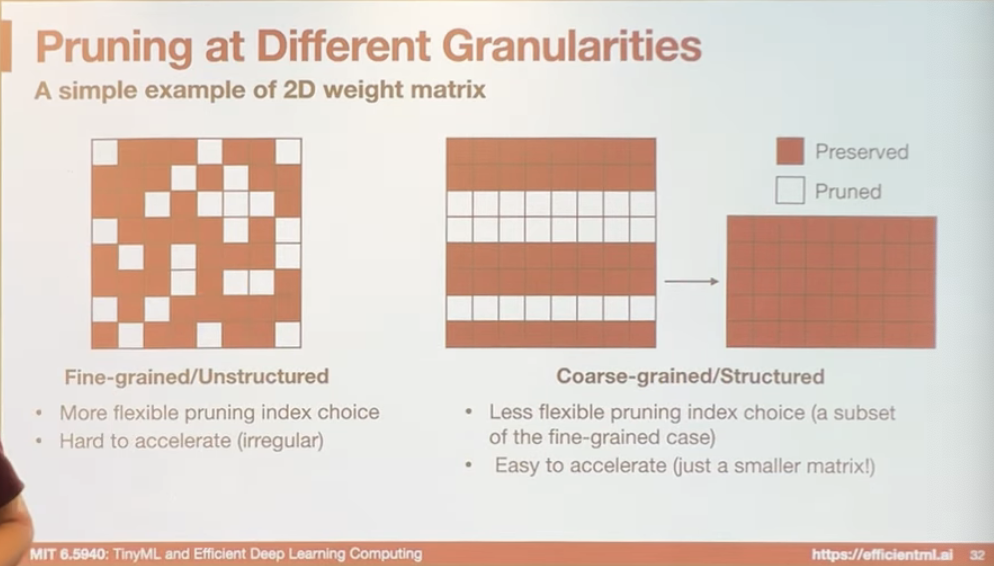 Pruning at Different Granularities
A simple example of 2D weight matrix
Preserved
Pruned
Fine-grained/Unstructured
• More flexible pruning index choice
• Hard to accelerate (irregular)
Coarse-grained/Structured
• Less flexible pruning index choice (a subset
of the fine-grained case)
• Easy to accelerate (just a smaller matrix!)
MIT 6.5940: TinyML and Efficient Deep Learning Computing
https://efficientml.ai
32